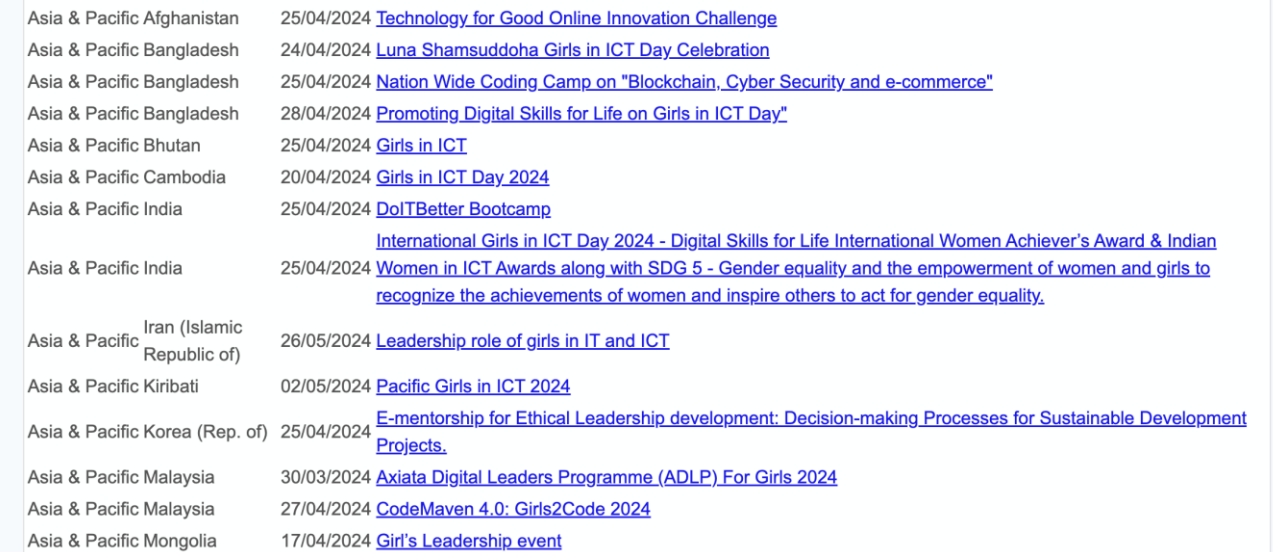 Asia & Pacific Afghanistan 25/04/2024 Technology for Good Online Innovation Challenge
Asia & Pacific Bangladesh 24/04/2024 Luna Shamsuddoha Girls in ICT Day Celebration
Asia & Pacific Bangladesh 25/04/2024 Nation Wide Coding Camp on "Blockchain, Cyber Security and e-commerce"
Asia & Pacific Bangladesh 28/04/2024 Promoting Digital Skills for Life on Girls in ICT Day"
Asia & Pacific Bhutan 25/04/2024 Girls in ICT
Asia & Pacific Cambodia 20/04/2024 Girls in ICT Day 2024
Asia & Pacific India 25/04/2024 DoITBetter Bootcamp
International Girls in ICT Day 2024 - Digital Skills for Life International Women Achiever’s Award & Indian
Asia & Pacific India 25/04/2024 Women in ICT Awards along with SDG 5 - Gender equality and the empowerment of women and girls to
recognize the achievements of women and inspire others to act for gender equality.
Iran (Islamic
Asia & Pacific 26/05/2024 Leadership role of girls in IT and ICT
Republic of)
Asia & Pacific Kiribati 02/05/2024 Pacific Girls in ICT 2024
E-mentorship for Ethical Leadership development: Decision-making Processes for Sustainable Development
Asia & Pacific Korea (Rep. of) 25/04/2024
Projects.
Asia & Pacific Malaysia 30/03/2024 Axiata Digital Leaders Programme (ADLP) For Girls 2024
Asia & Pacific Malaysia 27/04/2024 CodeMaven 4.0: Girls2Code 2024
Asia & Pacific Mongolia 17/04/2024 Girl’s Leadership event